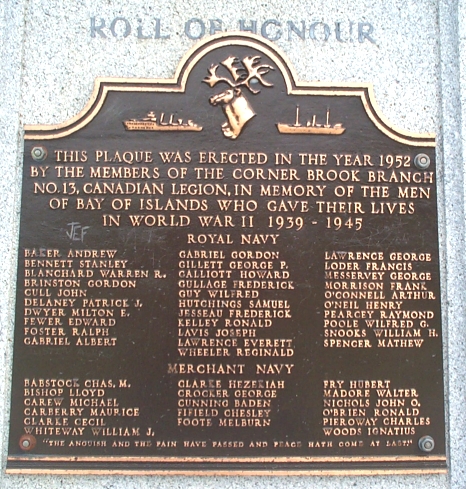 ROLL OF HONOUR
THIS PLAQUE WAS ERECTED IN THE YEAR 1952
BY THE MEMBERS OF THE CORNER BROOK BRANCH
NO. 13, CANADIAN LEGION, IN MEMORY OF THE MEN
OF BAY OF ISLANDS WHO GAVE THEIR LIVES
IN WORLD WAR II 1939 - 1945
JEF
ROYAL NAVY
BAKER ANDREW
BENNETT STANLEY
BLANCHARD WARREN R.
BRINSTON GORDON
CULL JOHN
DELANEY PATRICK J.
DWYER MILTON E.
FEWER EDWARD
FOSTER RALPH
GABRIEL ALBERT
GABRIEL GORDON
GILLETT GEORGE P.
GALLIOTT HOWARD
GULLAGE FREDERICK
GUY WILFRED
HUTCHINGS SAMUEL
JESSEAU FREDERICK
KELLEY RONALD
LAVIS JOSEPH
LAWRENCE EVERETT
WHEELER REGINALD
LAWRENCE GEORGE
LODER FRANCIS
MESSERVEY GEORGE
MORRISON FRANK
O'CONNELL ARTHUR
O'NEIL HENRY
PEARCEY RAYMOND
POOLE WILFRED G.
SNOOKS WILLIAM H.
SPENCER MATHEW
MERCHANT NAVY
BABSTOCK CHAS. M.
BISHOP LLOYD
CAREW MICHAEL
CARBERRY MAURICE
CLARKE CECIL
WHITEWAY WILLIAM J.
CLARKE HEZEKIAH
CROCKER GEORGE
CUNNING BADEN
FIFIELD CHESLEY
FOOTE MELBURN
FRY HUBERT
MADORE WALTER
NICHOLS JOHN O.
O'BRIEN RONALD
PIEROWAY CHARLES
WOODS IGNATIUS
"THE ANGUISH AND THE PAIN HAVE PASSED AND PEACE HATH COME AT LAST"